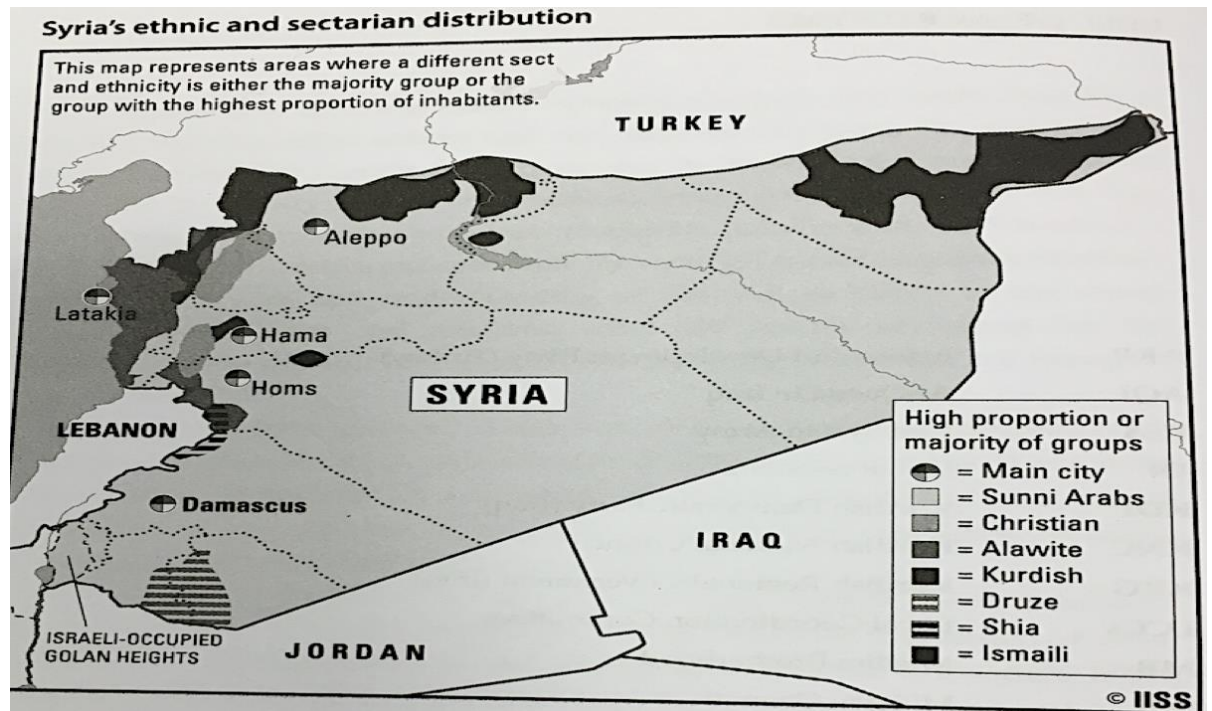 Syria's ethnic and sectarian distribution
This map represents areas where a different sect
and ethnicity is either the majority group or the
group with the highest proportion of inhabitants.
TURKEY
Aleppo
Latakia
Hama
Homs
SYRIA
LEBANON
Damascus
IRAQ
ISRAELI-OCCUPIED
GOLAN HEIGHTS
JORDAN
High proportion or
majority of groups
= Main city
= Sunni Arabs
= Christian
= Alawite
= Kurdish
= Druze
= Shia
= Ismaili
© IISS